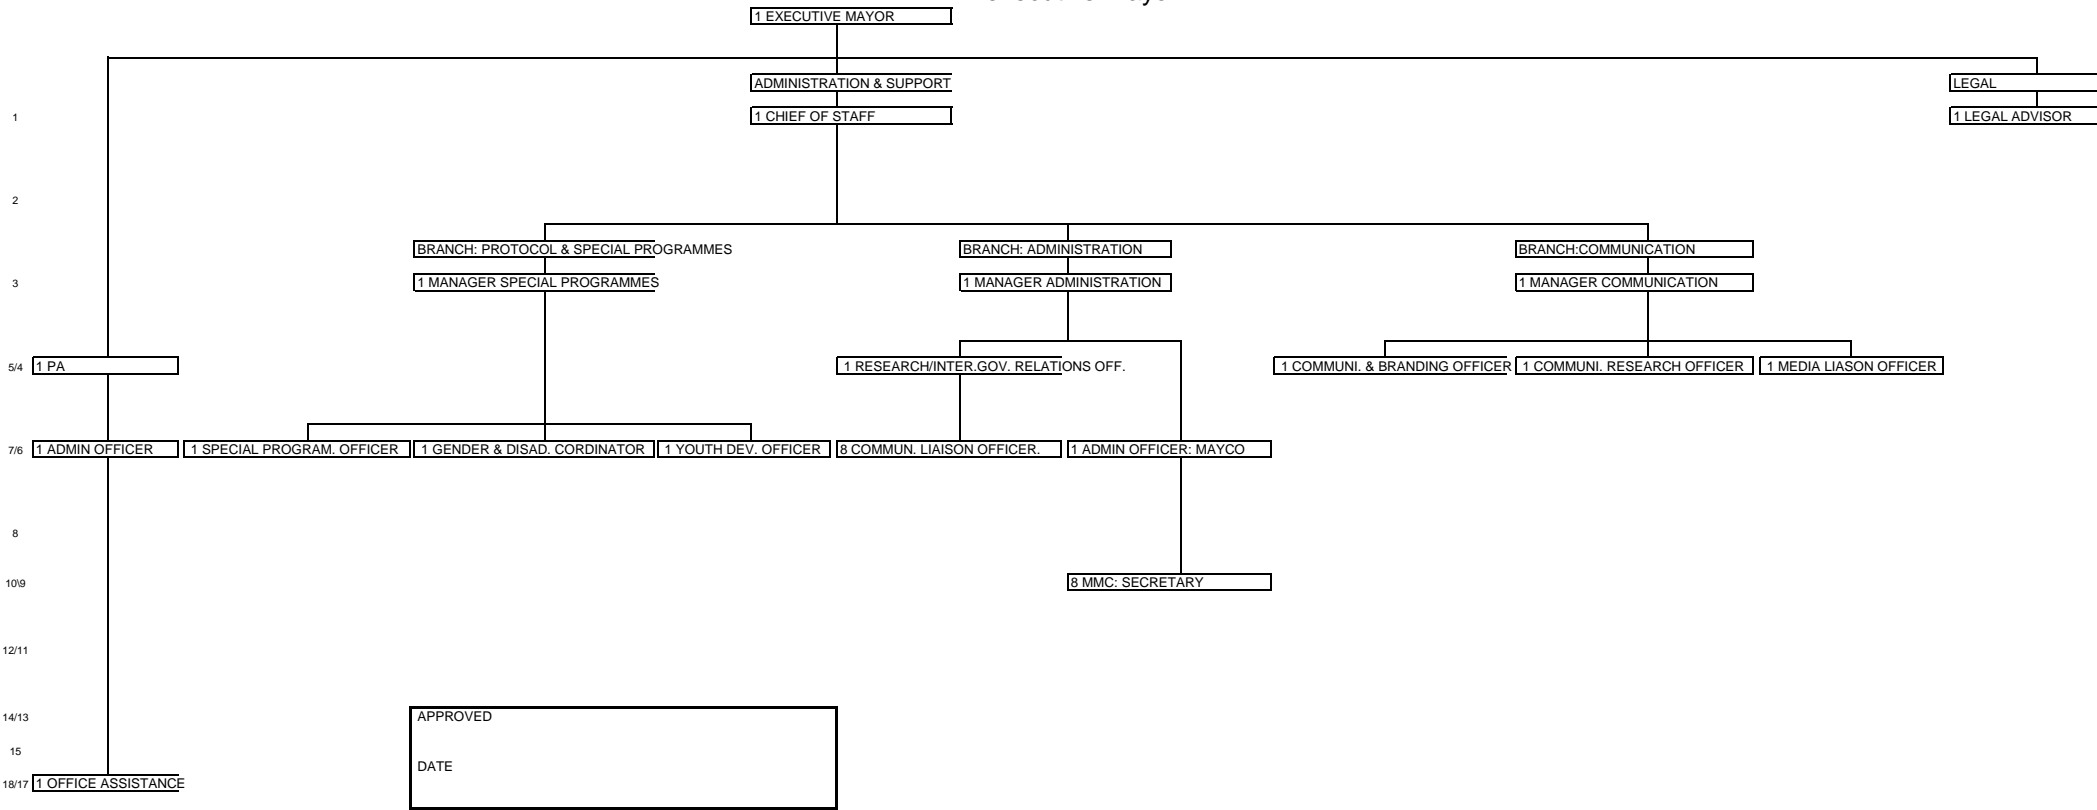 1 EXECUTIVE MAYOR
ADMINISTRATION & SUPPORT
LEGAL
1
1 CHIEF OF STAFF
1 LEGAL ADVISOR
2
BRANCH: PROTOCOL & SPECIAL PROGRAMMES
BRANCH: ADMINISTRATION
BRANCH:COMMUNICATION
3
1 MANAGER SPECIAL PROGRAMMES
1 MANAGER ADMINISTRATION
1 MANAGER COMMUNICATION
5/4
1 PA
1 RESEARCH/INTER.GOV. RELATIONS OFF.
1 COMMUNI. & BRANDING OFFICER
1 COMMUNI. RESEARCH OFFICER
1 MEDIA LIASON OFFICER
7/6
1 ADMIN OFFICER
1 SPECIAL PROGRAM. OFFICER
1 GENDER & DISAD. CORDINATOR
1 YOUTH DEV. OFFICER
8 COMMUN. LIAISON OFFICER.
1 ADMIN OFFICER: MAYCO
8
10\9
8 MMC: SECRETARY
12/11
14/13
APPROVED
15
DATE
18/17
1 OFFICE ASSISTANCE